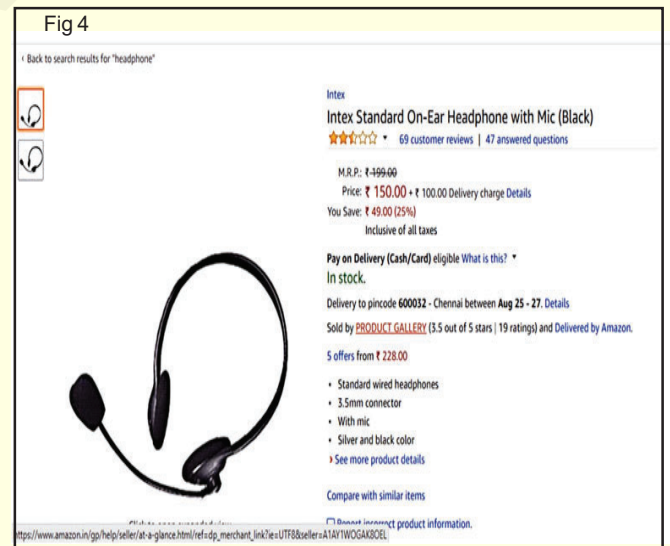 Fig 4
‹ Back to search results for "headphone"
Intex
Intex Standard On-Ear Headphone with Mic (Black)
69 customer reviews | 47 answered questions
M.R.P.: ₹ 199.00
Price: ₹ 150.00 + ₹ 100.00 Delivery charge Details
You Save: ₹ 49.00 (25%)
Inclusive of all taxes
Pay on Delivery (Cash/Card) eligible What is this?
In stock.
Delivery to pincode 600032 - Chennai between Aug 25 - 27. Details
Sold by PRODUCT GALLERY (3.5 out of 5 stars | 19 ratings) and Delivered by Amazon.
5 offers from ₹ 228.00
• Standard wired headphones
• 3.5mm connector
• With mic
• Silver and black color
› See more product details
Compare with similar items
Report incorrect product information.
ttps://www.amazon.in/gp/help/seller/at-a-glance.html/ref=dp_merchant_link?ie=UTF8&seller=A1AY1WOGAK8OEL